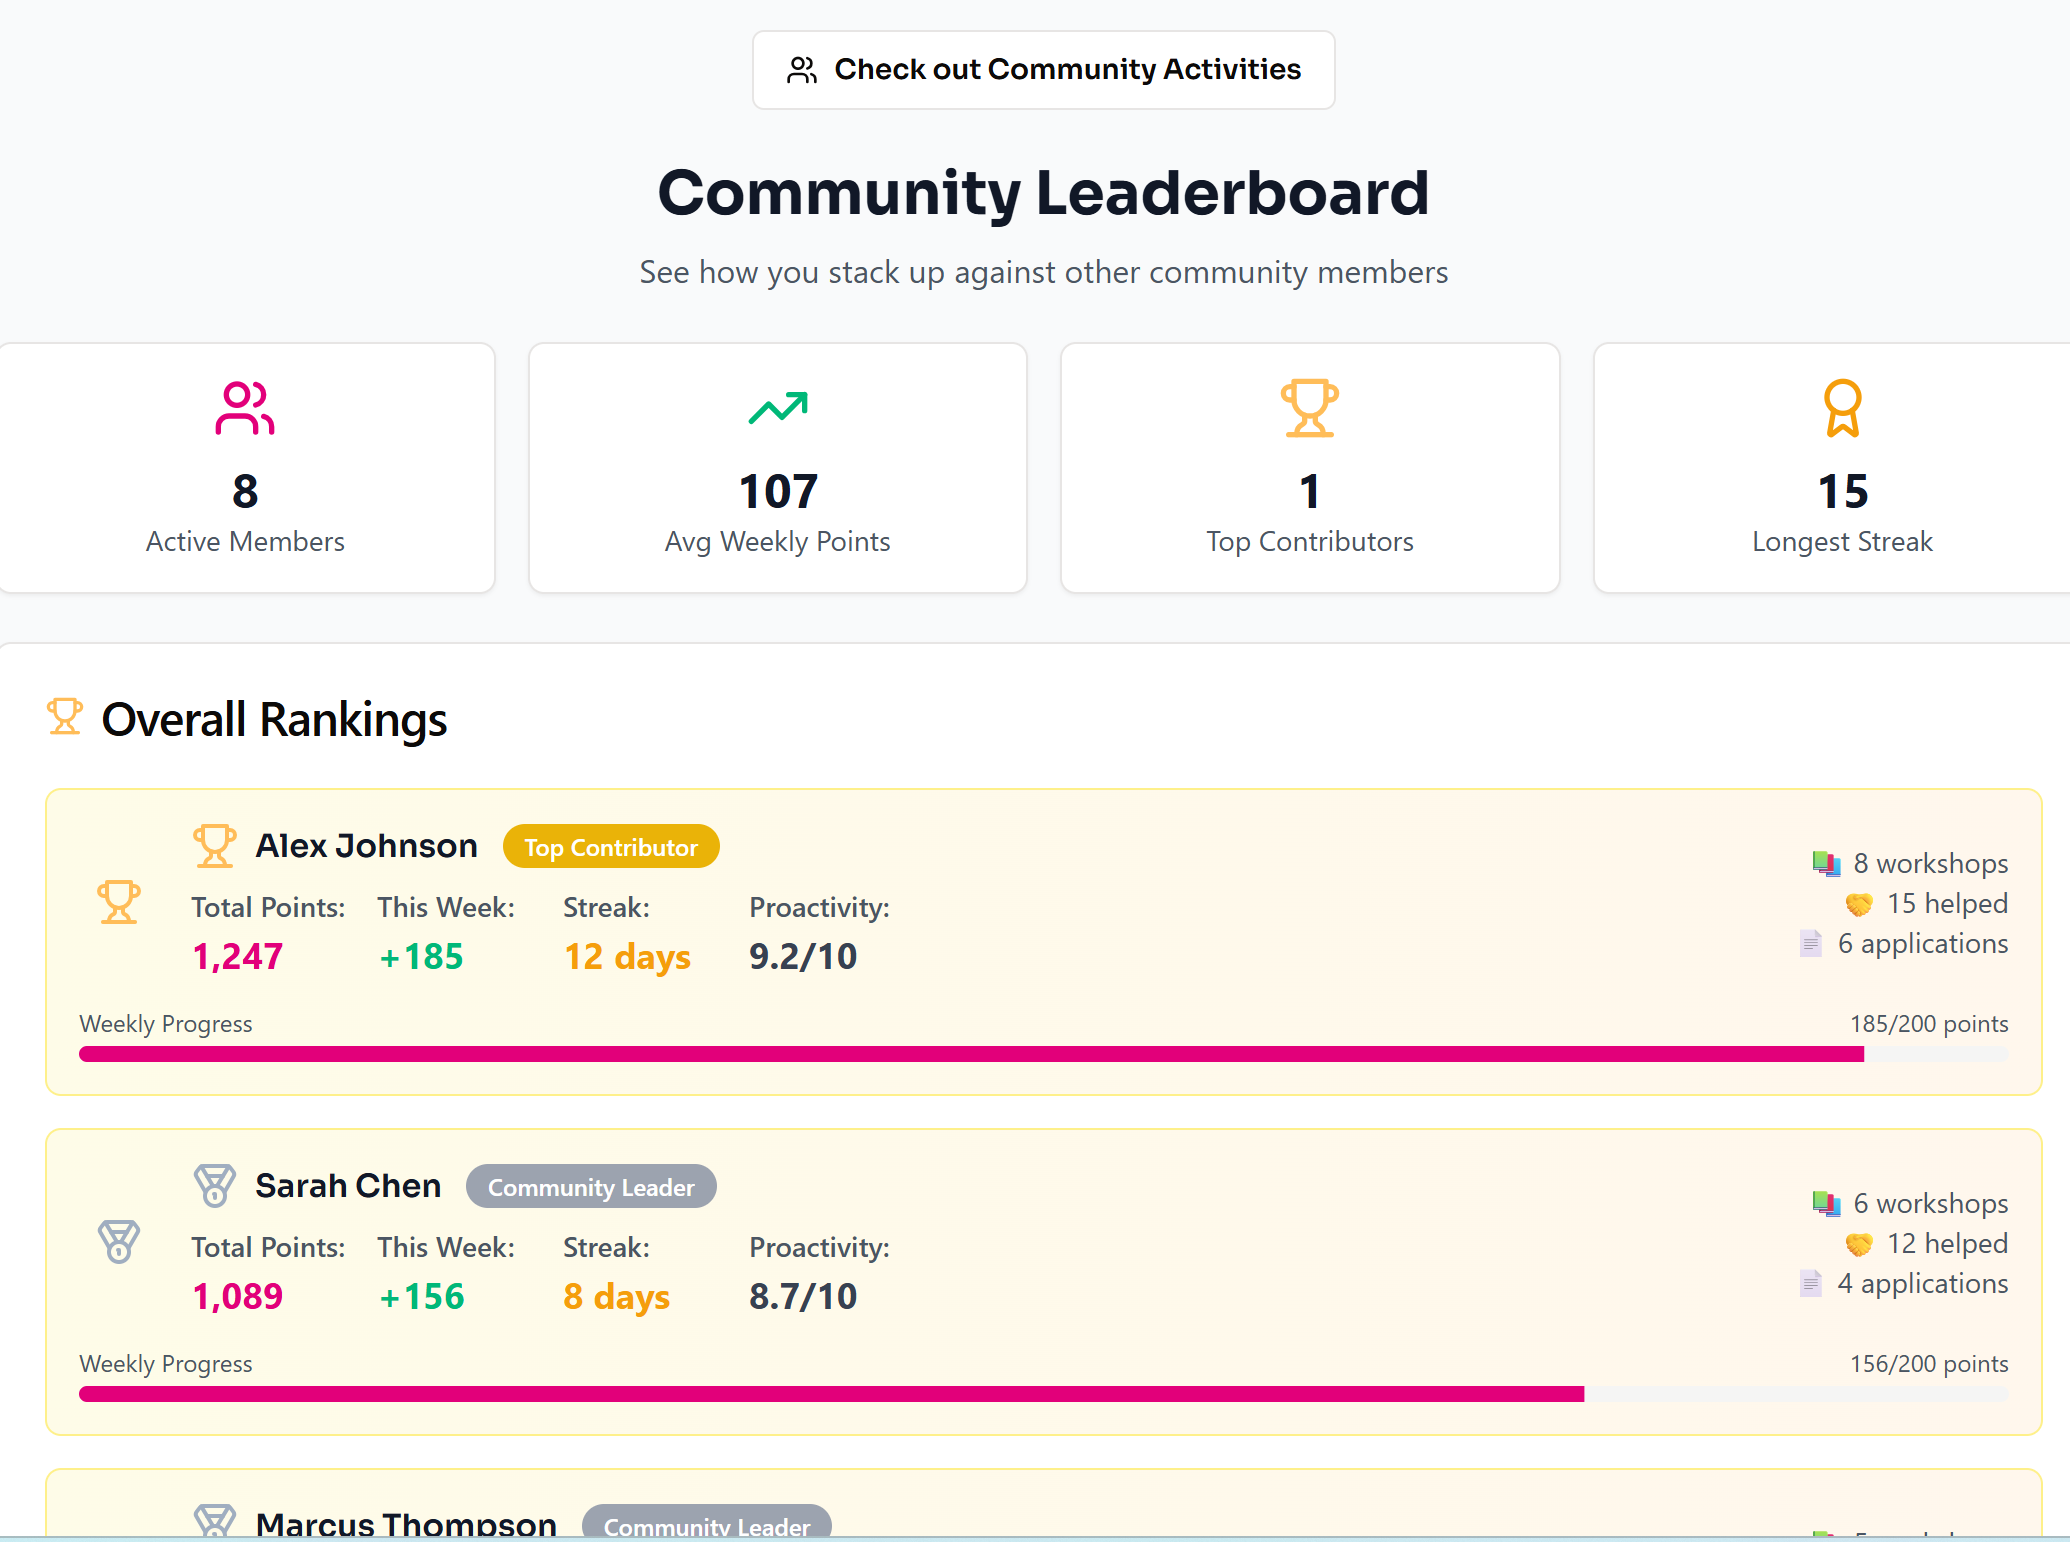 Check out Community Activities
Community Leaderboard
See how you stack up against other community members
8
Active Members
107
Avg Weekly Points
1
Top Contributors
15
Longest Streak
Overall Rankings
Alex Johnson Top Contributor
Total Points: This Week: Streak: Proactivity:
1,247 +185 12 days 9.2/10
8 workshops
15 helped
6 applications
Weekly Progress 185/200 points
Sarah Chen Community Leader
Total Points: This Week: Streak: Proactivity:
1,089 +156 8 days 8.7/10
6 workshops
12 helped
4 applications
Weekly Progress 156/200 points
Marcus Thompson Community Leader